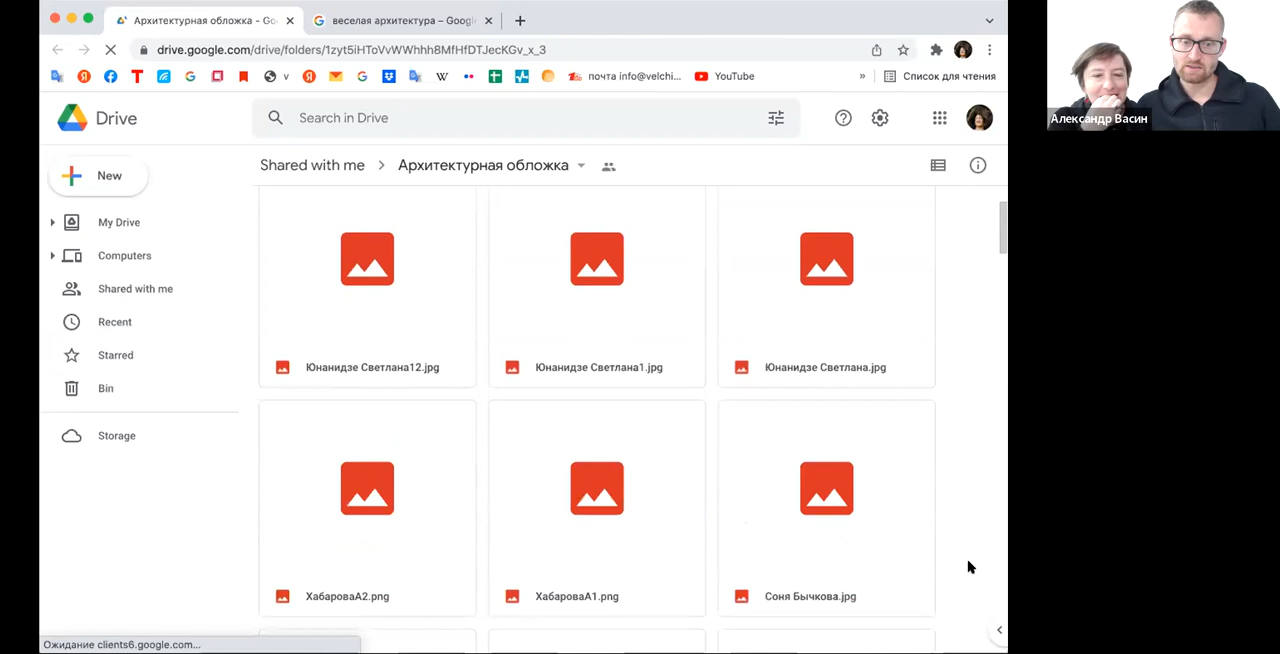 Архитектурная обложка - Go
веселая архитектура – Google
drive.google.com/drive/folders/1zyt5iHToVvWWhhh8MfHfDTJecKGv_x_3
v
почта info@velchi...
YouTube
»
Список для чтения
Drive
Search in Drive
New
Shared with me
Архитектурная обложка
My Drive
Computers
Shared with me
Recent
Starred
Bin
Storage
Юнанидзе Светлана12.jpg
Юнанидзе Светлана1.jpg
Юнанидзе Светлана.jpg
ХабароваА2.png
ХабароваА1.png
Соня Бычкова.jpg
Ожидание clients6.google.com...
Александр Васин